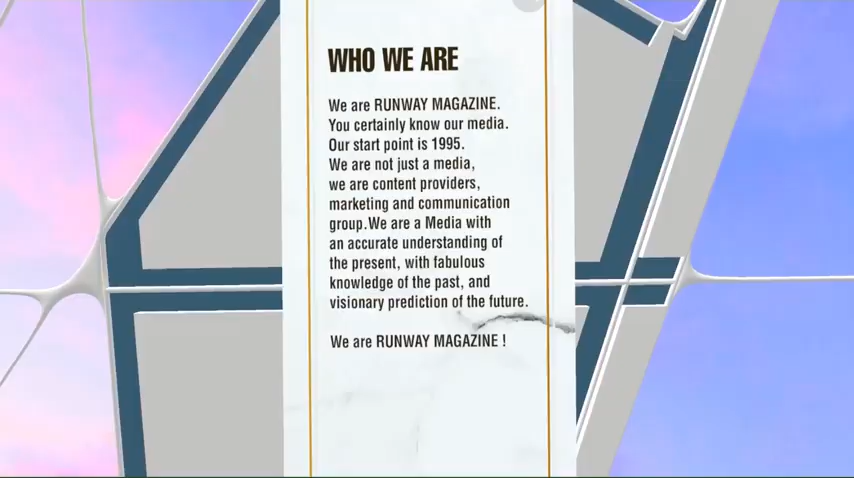 WHO WE ARE
We are RUNWAY MAGAZINE.
You certainly know our media.
Our start point is 1995.
We are not just a media,
we are content providers,
marketing and communication
group.We are a Media with
an accurate understanding of
the present, with fabulous
knowledge of the past, and
visionary prediction of the future.
We are RUNWAY MAGAZINE !